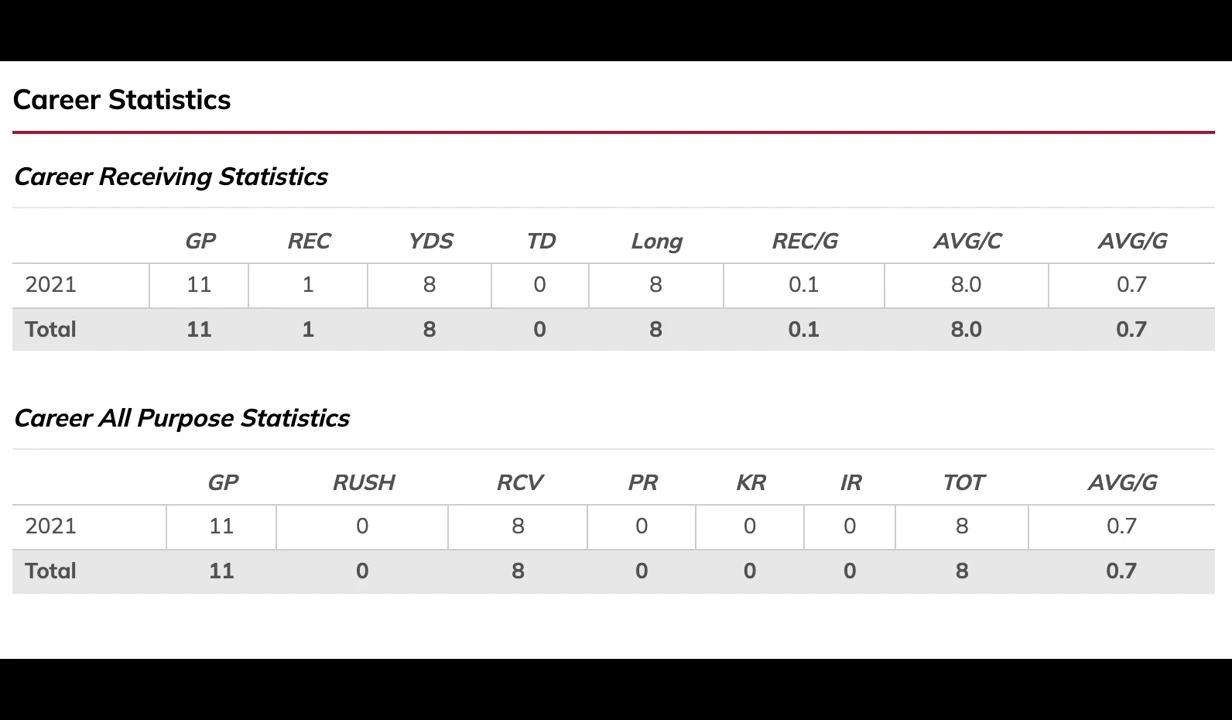 Career Statistics
Career Receiving Statistics
GP REC YDS TD Long REC/G AVG/C AVG/G
2021 11 1 8 0 8 0.1 8.0 0.7
Total 11 1 8 0 8 0.1 8.0 0.7
Career All Purpose Statistics
GP RUSH RCV PR KR IR TOT AVG/G
2021 11 0 8 0 0 0 8 0.7
Total 11 0 8 0 0 0 8 0.7